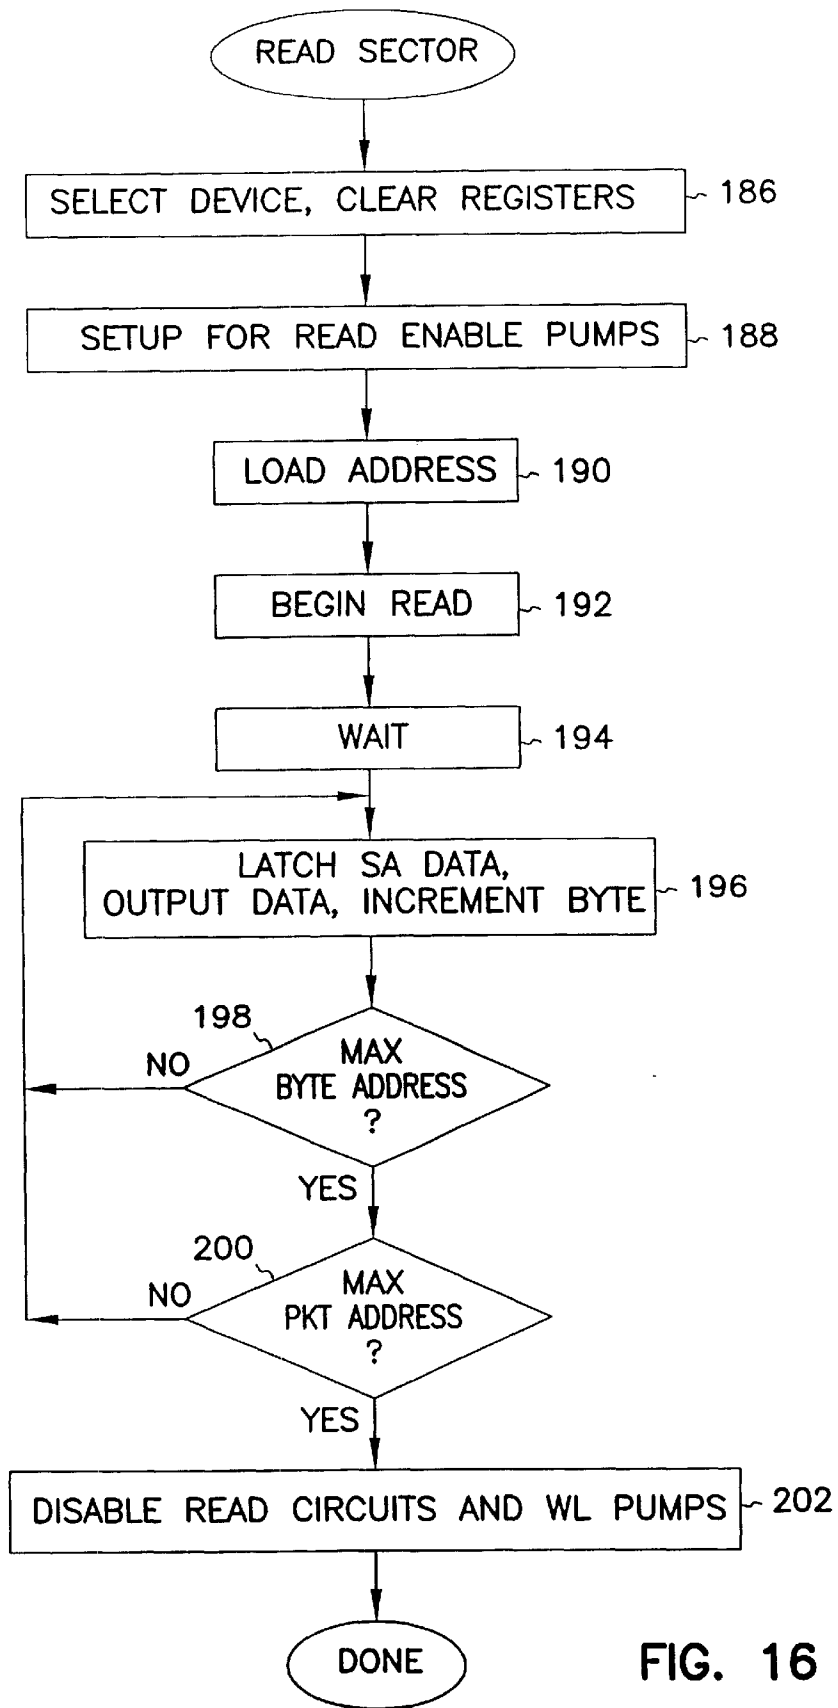 READ SECTOR
SELECT DEVICE, CLEAR REGISTERS
186
SETUP FOR READ ENABLE PUMPS
188
LOAD ADDRESS
190
BEGIN READ
192
WAIT
194
LATCH SA DATA,
OUTPUT DATA, INCREMENT BYTE
196
198
MAX
BYTE ADDRESS
?
NO
YES
200
MAX
PKT ADDRESS
?
NO
YES
DISABLE READ CIRCUITS AND WL PUMPS
202
DONE
FIG. 16